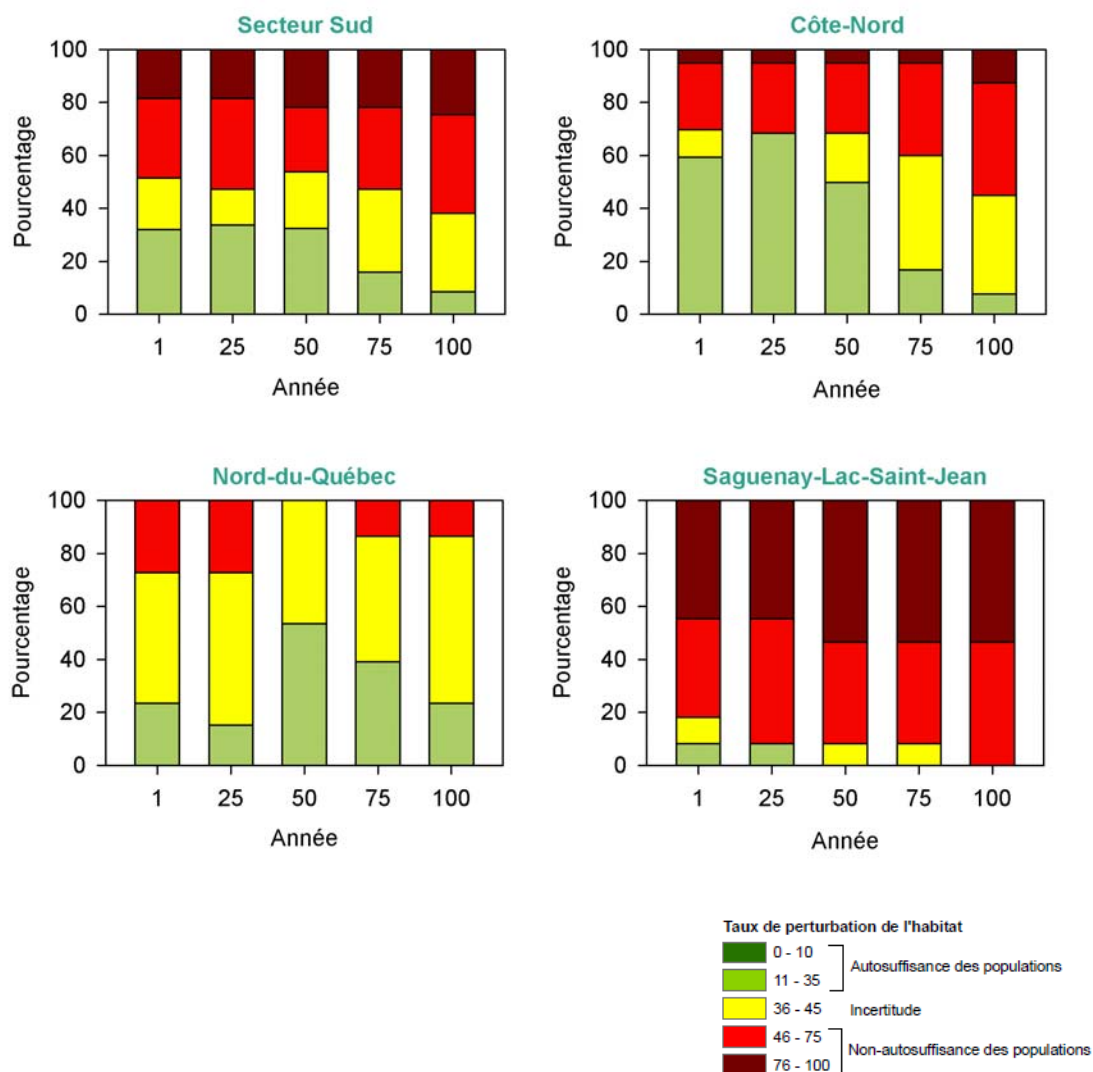 Secteur Sud
Pourcentage
100
80
60
40
20
0
1 25 50 75 100
Année
Côte-Nord
Pourcentage
100
80
60
40
20
0
1 25 50 75 100
Année
Nord-du-Québec
Pourcentage
100
80
60
40
20
0
1 25 50 75 100
Année
Saguenay-Lac-Saint-Jean
Pourcentage
100
80
60
40
20
0
1 25 50 75 100
Année
Taux de perturbation de l'habitat
0 - 10
11 - 35
Autosuffisance des populations
36 - 45 Incertitude
46 - 75
76 - 100
Non-autosuffisance des populations